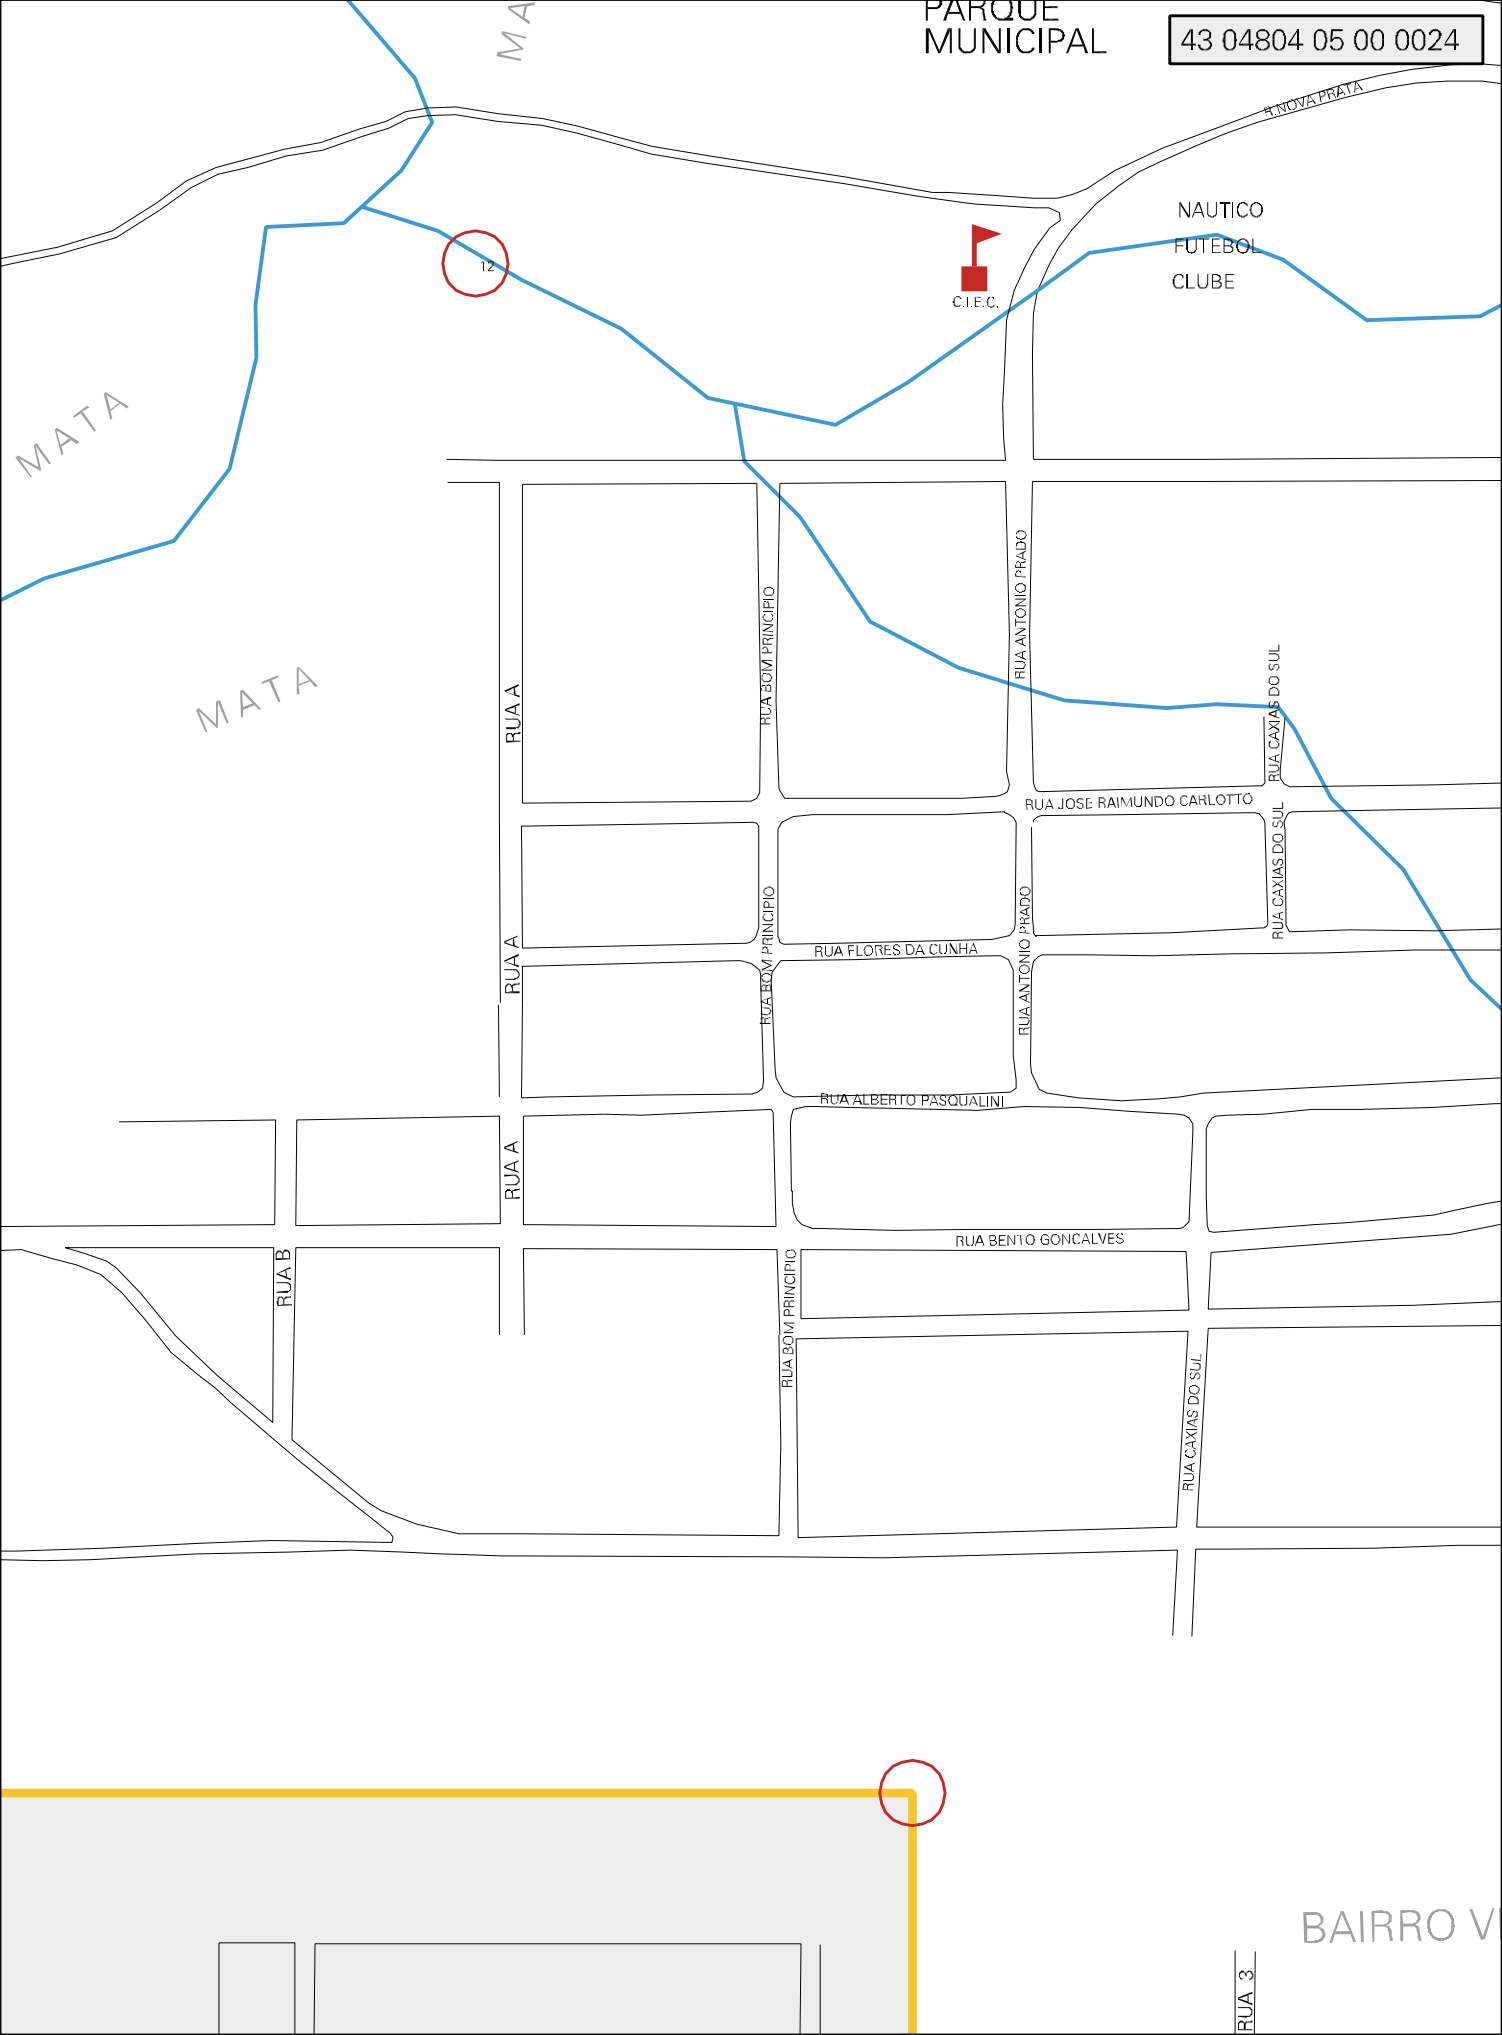 MA
PARQUE
MUNICIPAL
43 04804 05 00 0024
R.NOVA PRATA
NAUTICO
FUTEBOL
CLUBE
12
C.I.E.C.
MATA
MATA
RUA ANTONIO PRADO
RUA BOM PRINCIPIO
RUA A
RUA CAXIAS DO SUL
RUA JOSE RAIMUNDO CARLOTTO
RUA CAXIAS DO SUL
RUA BOM PRINCIPIO
RUA ANTONIO PRADO
RUA A
RUA FLORES DA CUNHA
RUA ALBERTO PASQUALINI
RUA A
RUA BENTO GONCALVES
RUA B
RUA BOM PRINCIPIO
RUA CAXIAS DO SUL
BAIRRO V
RUA 3